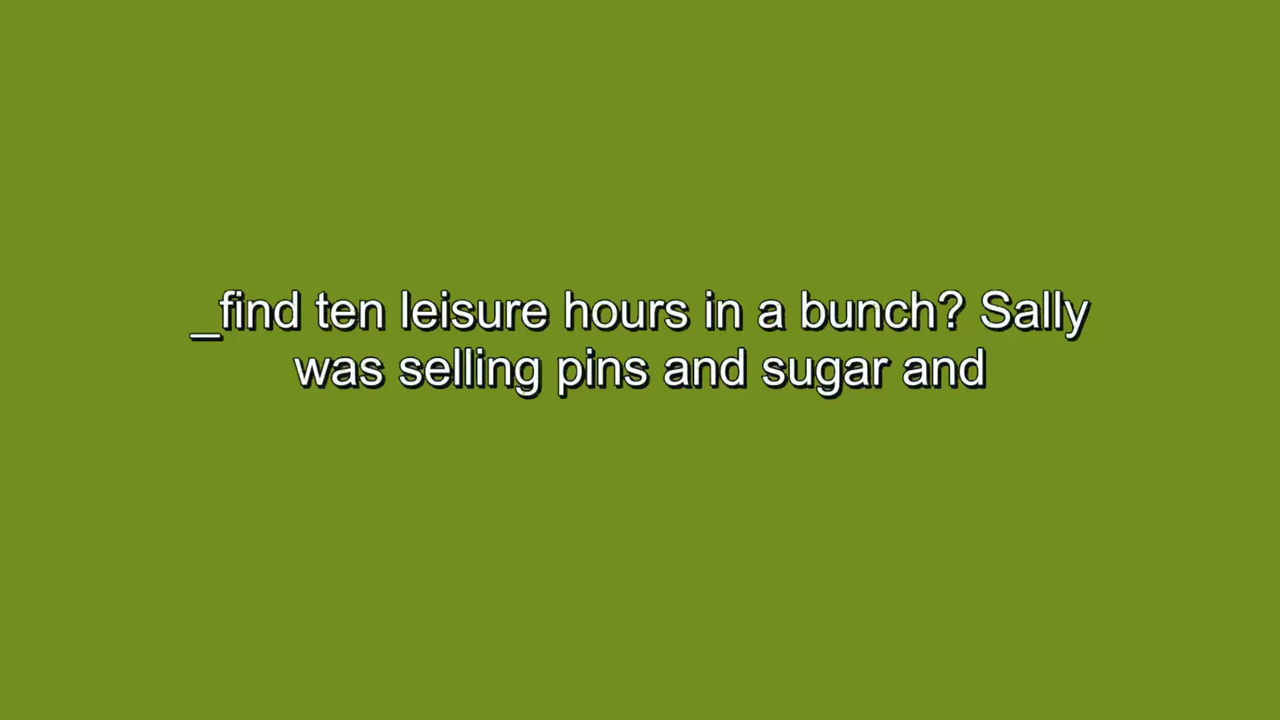 _find ten leisure hours in a bunch? Sally
was selling pins and sugar and